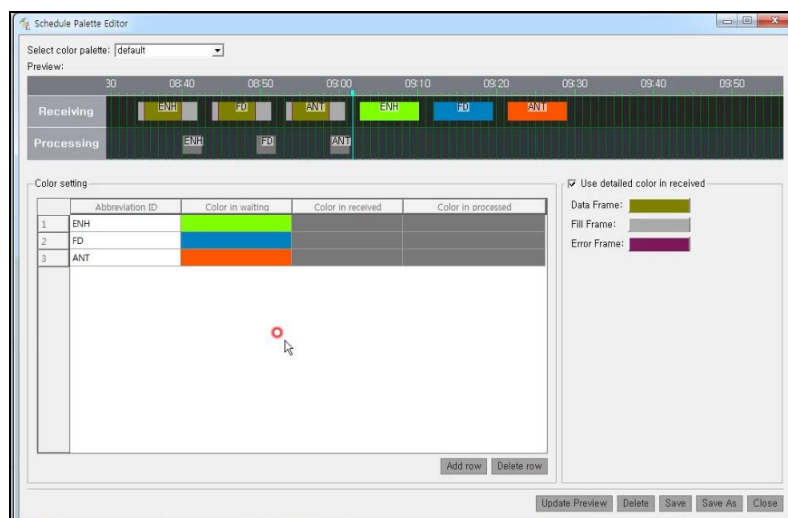 Schedule Palette Editor
Select color palette: default
Preview:
30 08:40 08:50 09:00 09:10 09:20 09:30 09:40 09:50
Receiving ENH FD ANT ENH FD ANT
Processing ENH FD ANT
Color setting
Abbreviation ID Color in waiting Color in received Color in processed
1 ENH
2 FD
3 ANT
Add row Delete row
Use detailed color in received
Data Frame:
Fill Frame:
Error Frame:
Update Preview Delete Save Save As Close